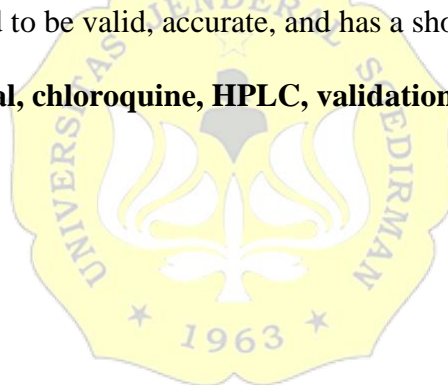 d to be valid, accurate, and has a sho
al, chloroquine, HPLC, validation
UNIVERSITAS JENDERAL SOEDIRMAN
1963